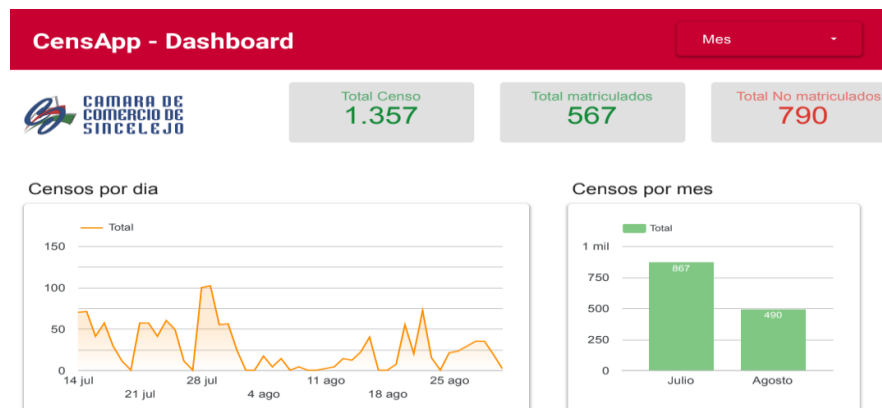 CensApp - Dashboard
Mes
CAMARA DE
COMERCIO DE
SINCELEJO
Total Censo
1.357
Total matriculados
567
Total No matriculados
790
Censos por dia
Total
150
100
50
0
14 jul
21 jul
28 jul
4 ago
11 ago
18 ago
25 ago
Censos por mes
Total
1 mil
750
500
250
0
867
490
Julio
Agosto